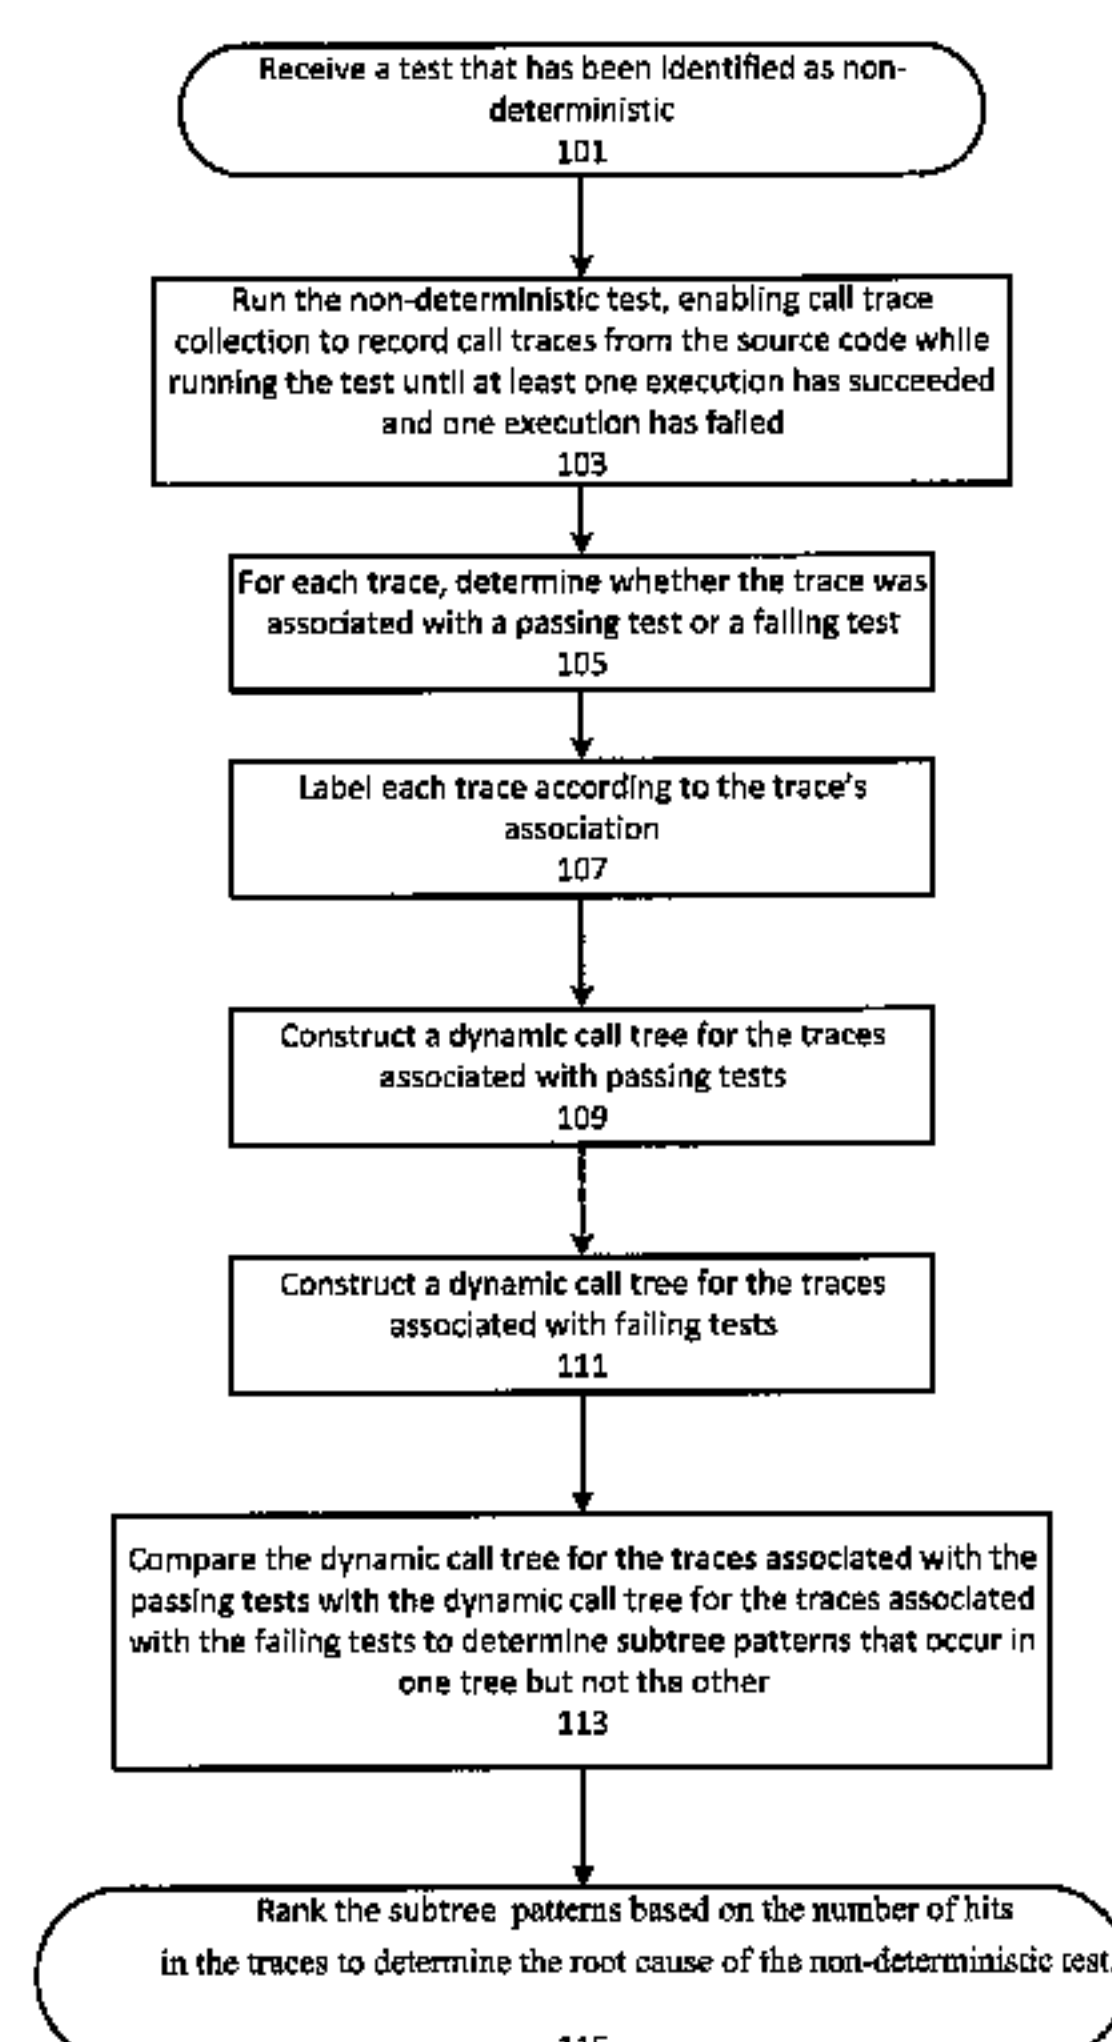 Receive a test that has been identified as non-
deterministic
101
Run the non-deterministic test, enabling call trace
collection to record call traces from the source code while
running the test until at least one execution has succeeded
and one execution has failed
103
For each trace, determine whether the trace was
associated with a passing test or a failing test
105
Label each trace according to the trace's
association
107
Construct a dynamic call tree for the traces
associated with passing tests
109
Construct a dynamic call tree for the traces
associated with failing tests
111
Compare the dynamic call tree for the traces associated with the
passing tests with the dynamic call tree for the traces associated
with the failing tests to determine subtree patterns that occur in
one tree but not the other
113
Rank the subtree patterns based on the number of hits
in the traces to determine the root cause of the non-deterministic test.